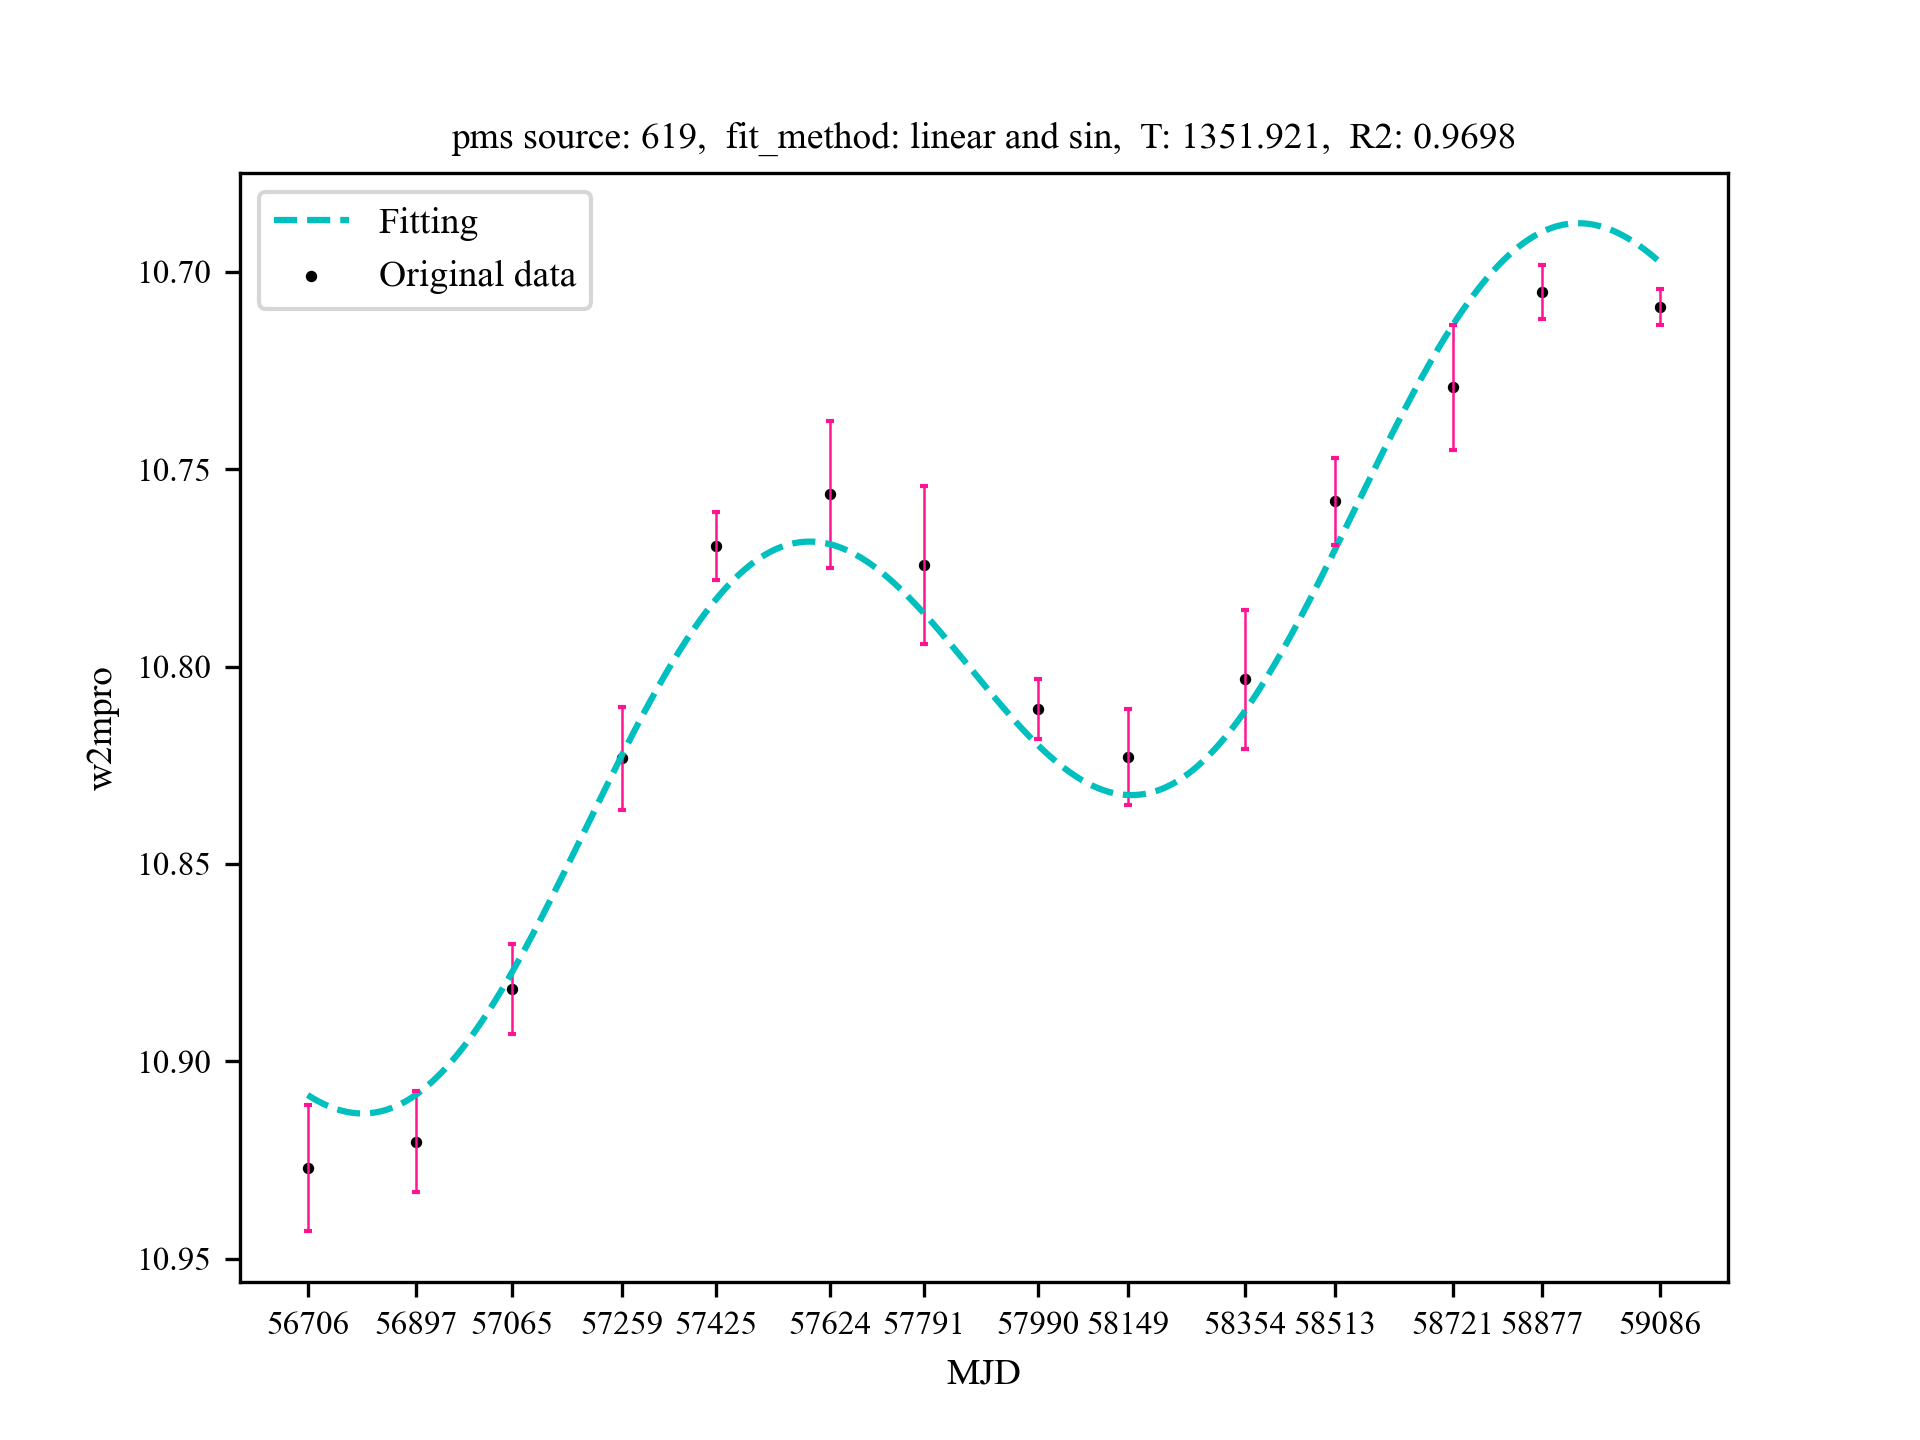 pms source: 619,  fit_method: linear and sin,  T: 1351.921,  R2: 0.9698
Fitting
Original data
10.70
10.75
10.80
10.85
10.90
10.95
w2mpro
56706 56897 57065 57259 57425 57624 57791 57990 58149 58354 58513 58721 58877 59086
MJD